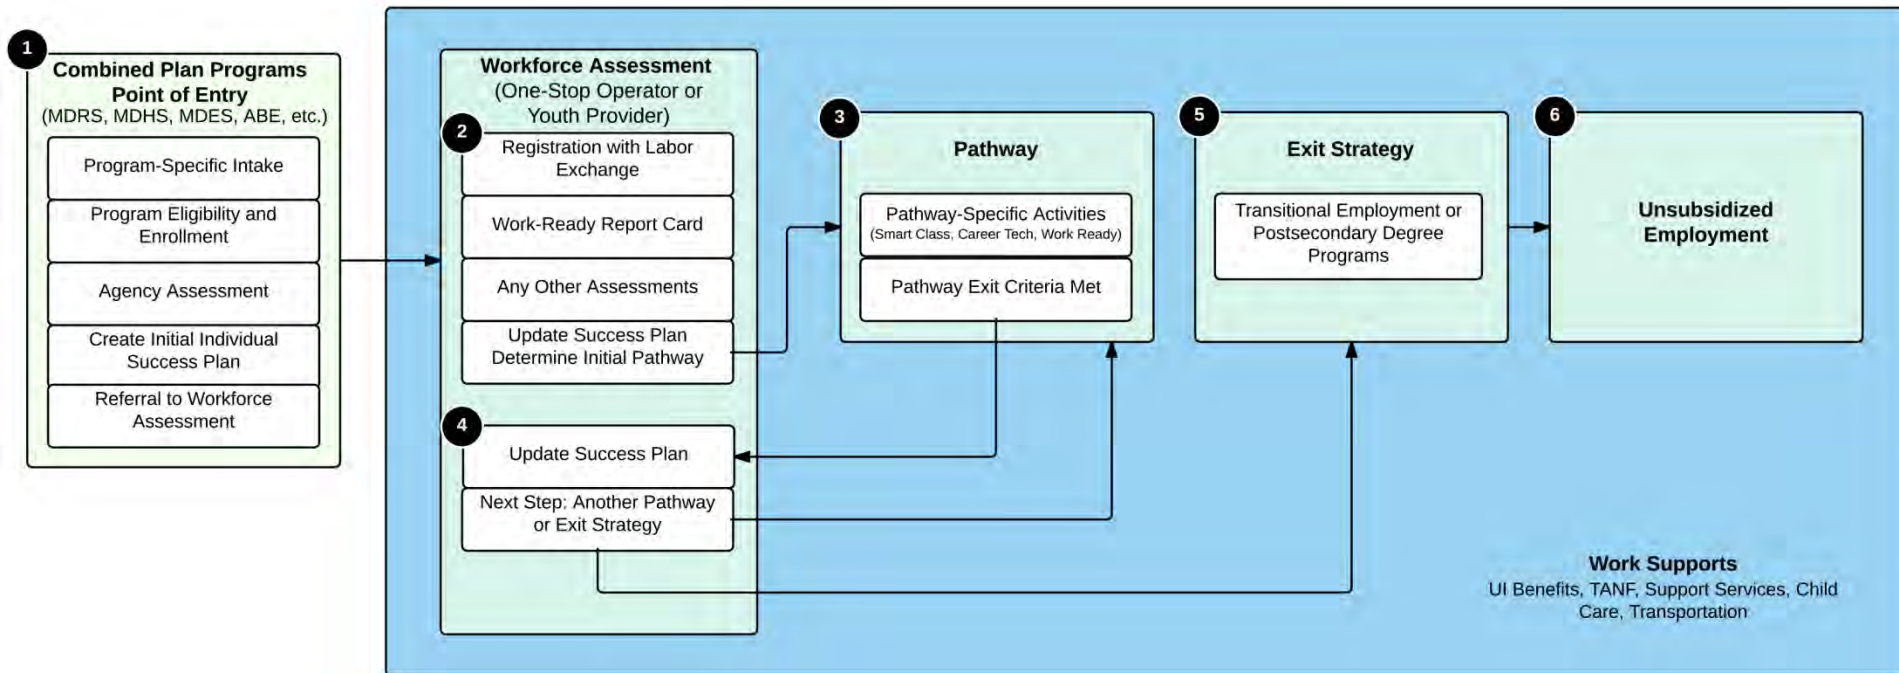 1
Combined Plan Programs
Point of Entry
(MDRS, MDHS, MDES, ABE, etc.)
Program-Specific Intake
Program Eligibility and
Enrollment
Agency Assessment
Create Initial Individual
Success Plan
Referral to Workforce
Assessment
Workforce Assessment
(One-Stop Operator or
Youth Provider)
2
Registration with Labor
Exchange
Work-Ready Report Card
Any Other Assessments
Update Success Plan
Determine Initial Pathway
3
Pathway
Pathway-Specific Activities
(Smart Class, Career Tech, Work Ready)
Pathway Exit Criteria Met
4
Update Success Plan
Next Step: Another Pathway
or Exit Strategy
5
Exit Strategy
Transitional Employment or
Postsecondary Degree
Programs
6
Unsubsidized
Employment
Work Supports
UI Benefits, TANF, Support Services, Child
Care, Transportation